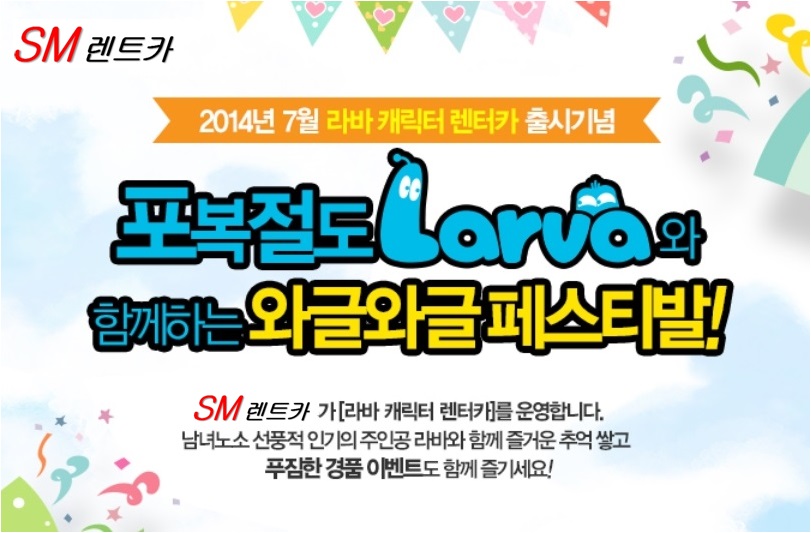 SM 렌트카
2014년 7월 라바 캐릭터 렌터카 출시기념
포복절도 Larva 와
함께하는 와글와글 페스티발!
SM 렌트카 가 [라바 캐릭터 렌터카]를 운영합니다.
남녀노소 선풍적 인기의 주인공 라바와 함께 즐거운 추억 쌓고
푸짐한 경품 이벤트도 함께 즐기세요!